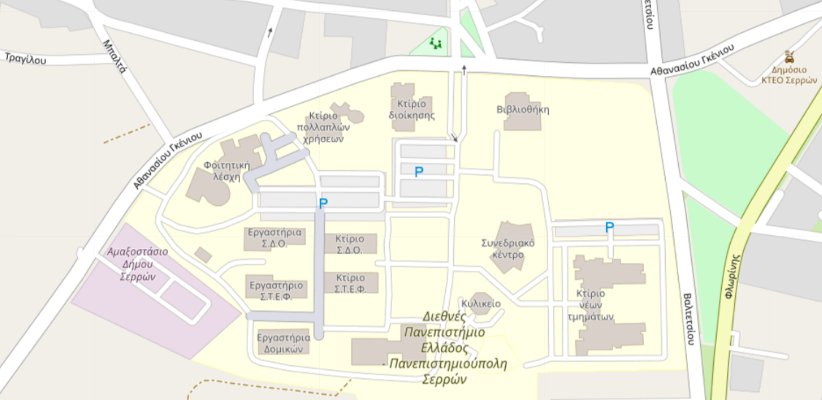 Τραγίλου
Μπαλτά
Βαλτετσίου
Αθανασίου Γκένιου
Δημόσιο
ΚΤΕΟ Σερρών
Κτίριο
διοίκησης
Βιβλιοθήκη
Κτίριο
πολλαπλών
χρήσεων
Αθανασίου Γκένιου
Φοιτητική
λέσχη
P
P
P
Εργαστήρια
Σ.Δ.Ο.
Κτίριο
Σ.Δ.Ο.
Συνεδριακό
κέντρο
Αμαξοστάσιο
Δήμου
Σερρών
Εργαστήριο
Σ.Τ.Ε.Φ.
Κτίριο
Σ.Τ.Ε.Φ.
Κυλικείο
Κτίριο
νέων
τμημάτων
Βαλτετσίου
Φλωρίνης
Εργαστήρια
Δομικών
Διεθνές
Πανεπιστήμιο
Ελλάδος
- Πανεπιστημιούπολη
Σερρών